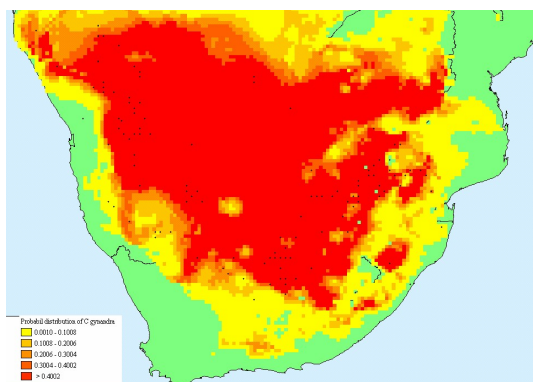 Probabil distribution of C gynandra
0.0010 - 0.1008
0.1008 - 0.2006
0.2006 - 0.3004
0.3004 - 0.4002
> 0.4002